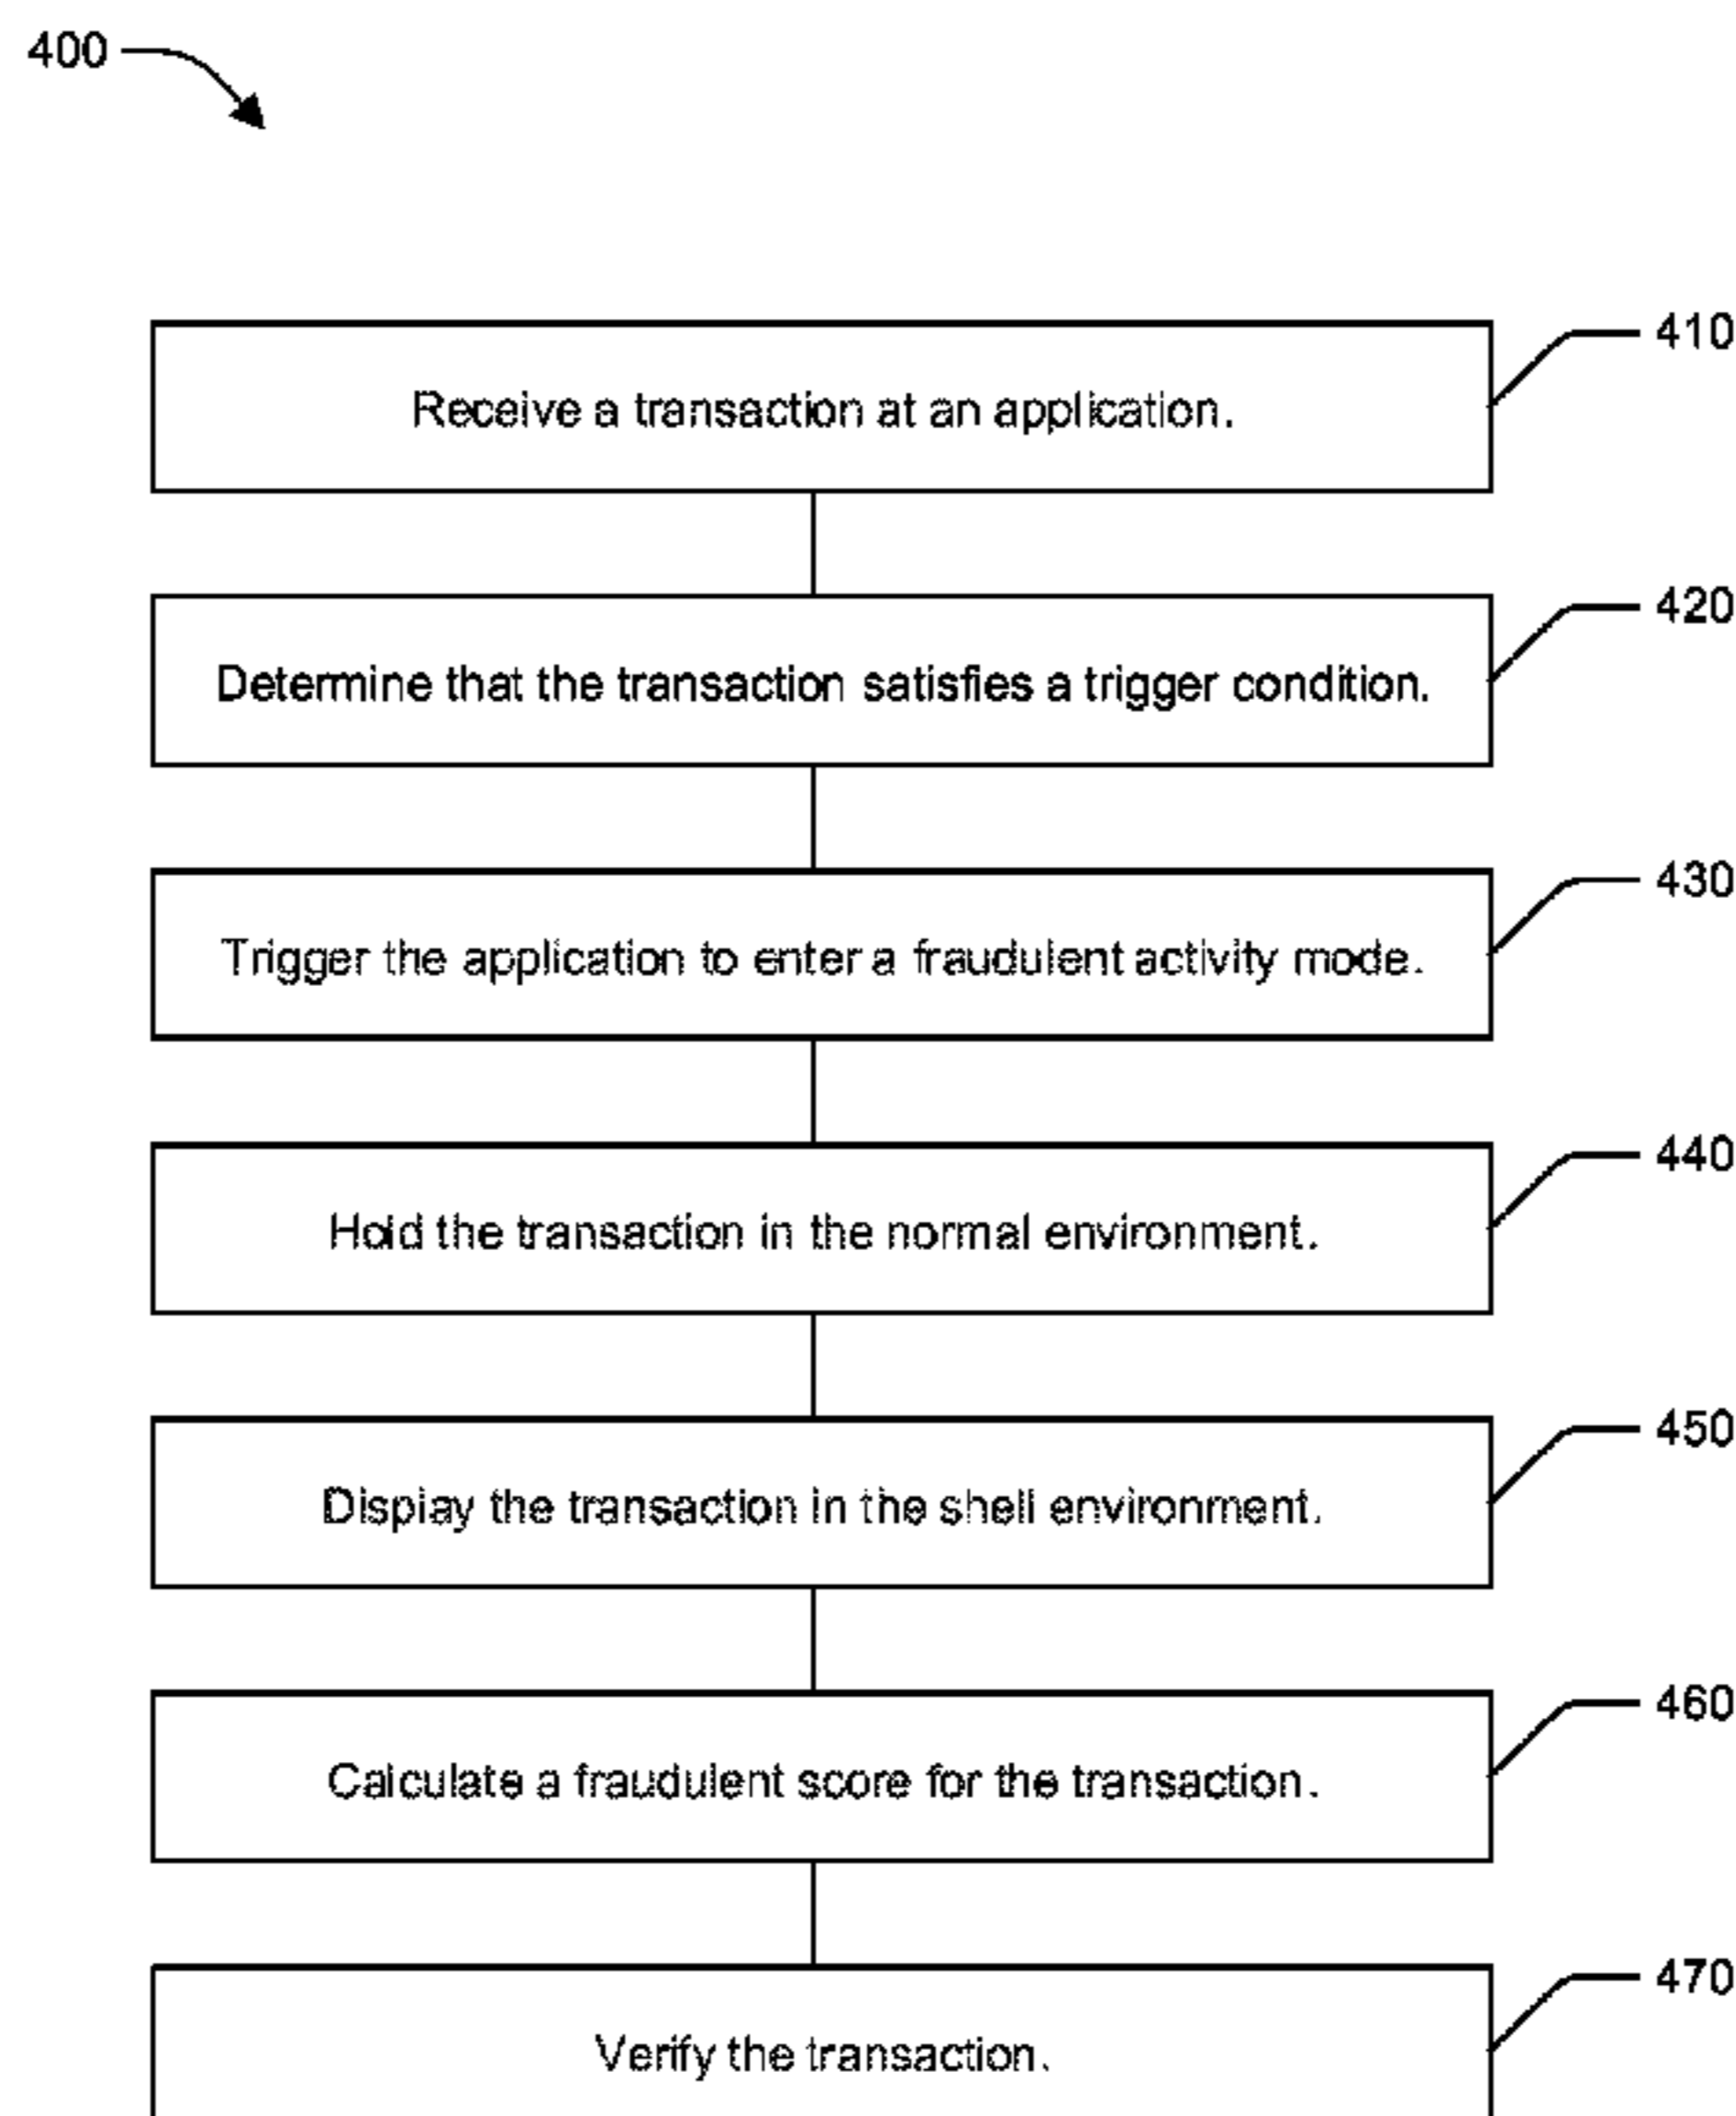 400
410
Receive a transaction at an application.
420
Determine that the transaction satisfies a trigger condition.
430
Trigger the application to enter a fraudulent activity mode.
440
Hold the transaction in the normal environment.
450
Display the transaction in the shell environment.
460
Calculate a fraudulent score for the transaction.
470
Verify the transaction.